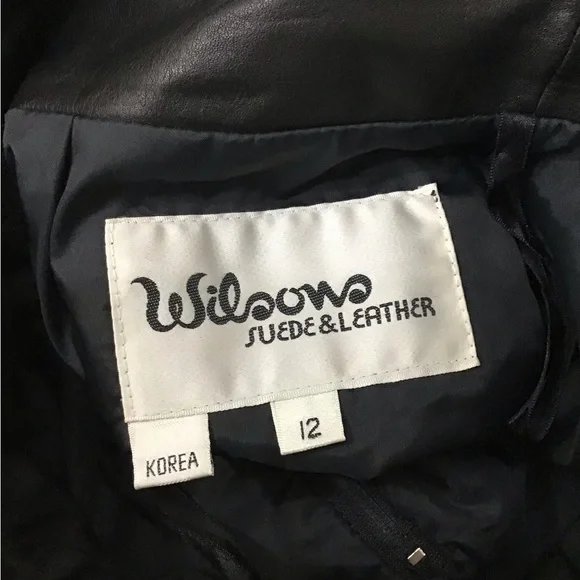 Wilsons
SUEDE & LEATHER
KOREA
12